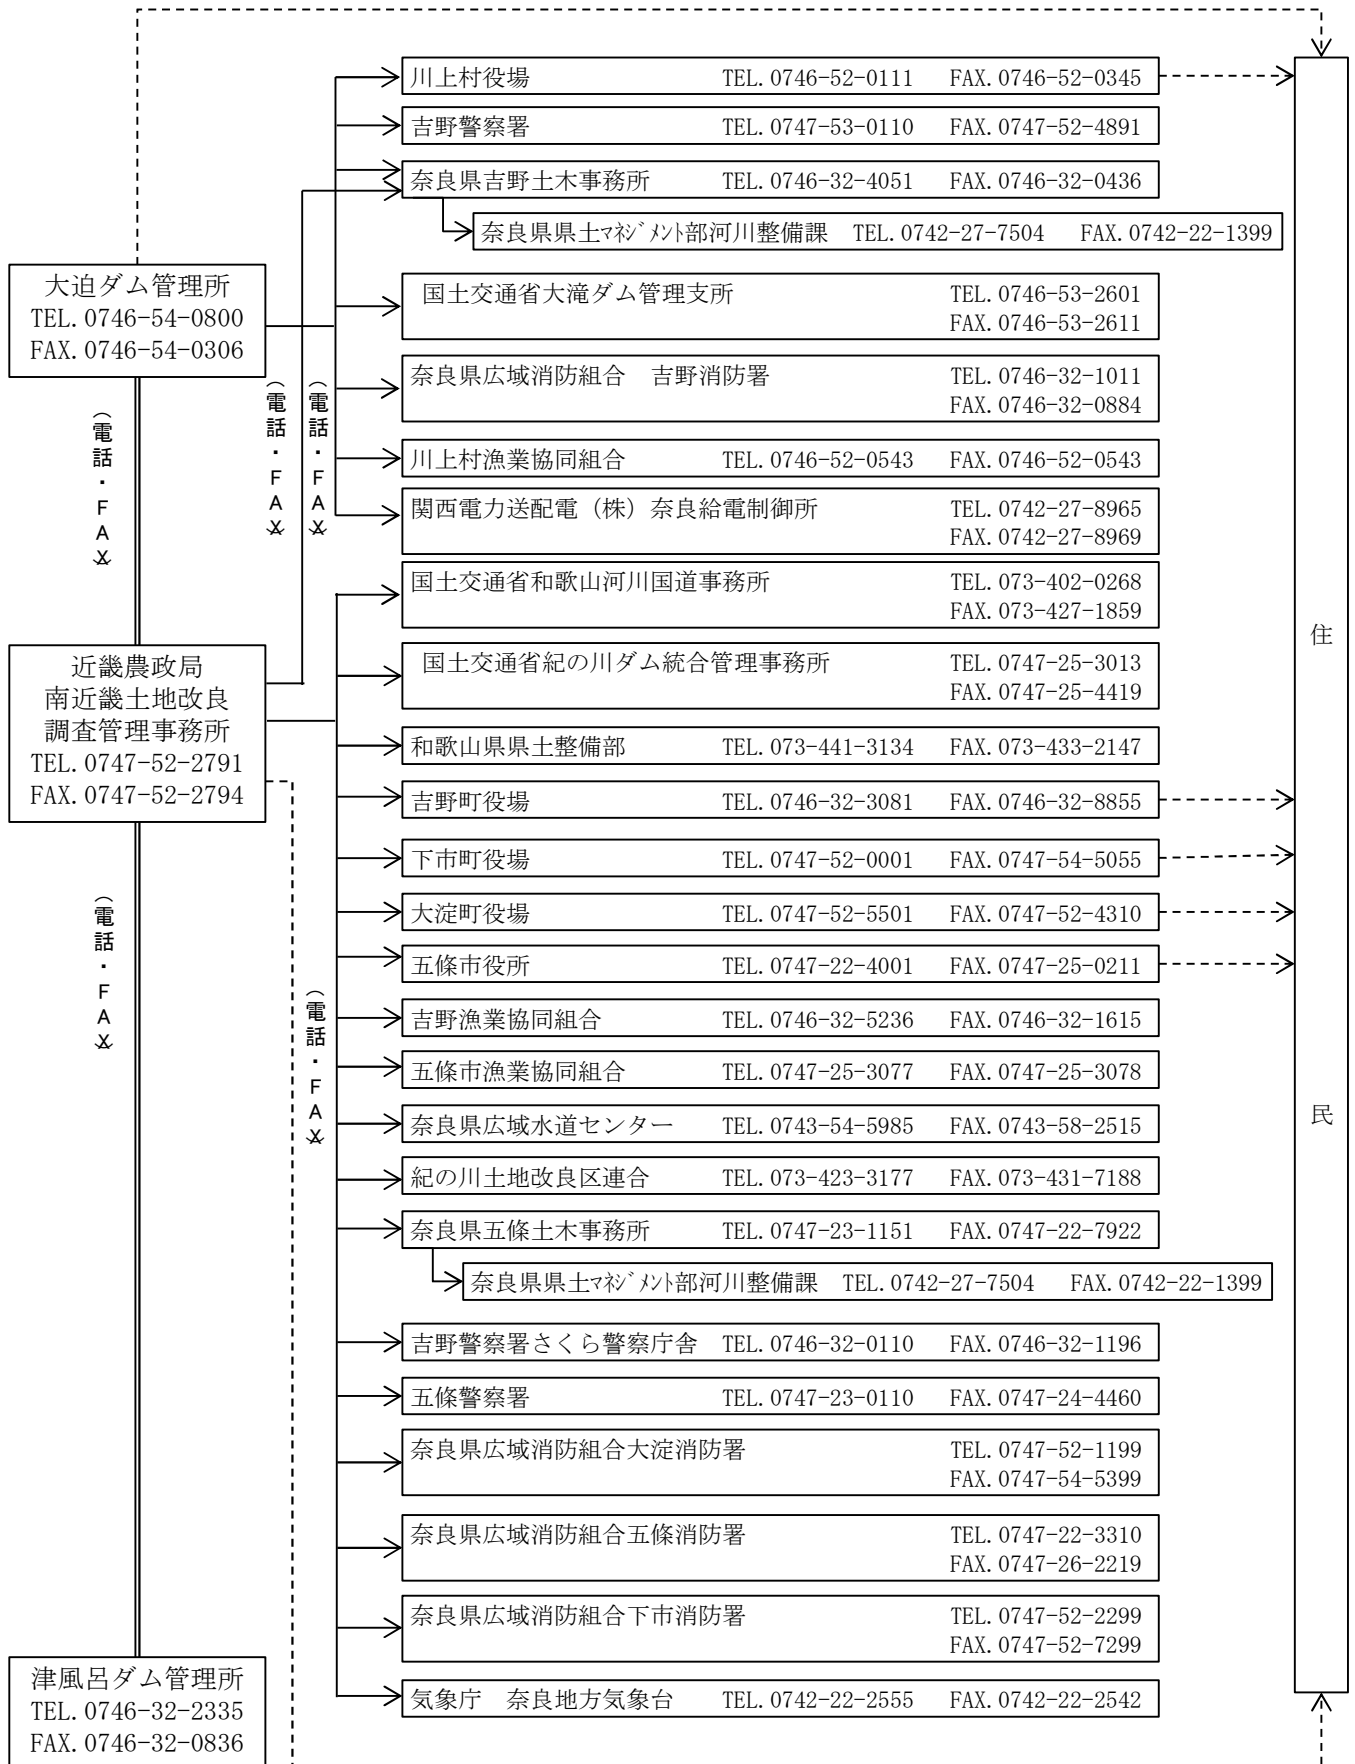 川上村役場 TEL.0746-52-0111 FAX.0746-52-0345
吉野警察署 TEL.0747-53-0110 FAX.0747-52-4891
奈良県吉野土木事務所 TEL.0746-32-4051 FAX.0746-32-0436
奈良県県土ﾏﾈｼﾞﾒﾝﾄ部河川整備課 TEL.0742-27-7504 FAX.0742-22-1399
大迫ダム管理所
TEL.0746-54-0800
FAX.0746-54-0306
国土交通省大滝ダム管理支所 TEL.0746-53-2601
FAX.0746-53-2611
奈良県広域消防組合 吉野消防署 TEL.0746-32-1011
FAX.0746-32-0884
川上村漁業協同組合 TEL.0746-52-0543 FAX.0746-52-0543
関西電力送配電（株）奈良給電制御所 TEL.0742-27-8965
FAX.0742-27-8969
（電話・FAX）
（電話・FAX）
（電話・FAX）
国土交通省和歌山河川国道事務所 TEL.073-402-0268
FAX.073-427-1859
近畿農政局
南近畿土地改良
調査管理事務所
TEL.0747-52-2791
FAX.0747-52-2794
国土交通省紀の川ダム統合管理事務所 TEL.0747-25-3013
FAX.0747-25-4419
和歌山県県土整備部 TEL.073-441-3134 FAX.073-433-2147
吉野町役場 TEL.0746-32-3081 FAX.0746-32-8855
下市町役場 TEL.0747-52-0001 FAX.0747-54-5055
大淀町役場 TEL.0747-52-5501 FAX.0747-52-4310
五條市役所 TEL.0747-22-4001 FAX.0747-25-0211
（電話・FAX）
（電話・FAX）
吉野漁業協同組合 TEL.0746-32-5236 FAX.0746-32-1615
五條市漁業協同組合 TEL.0747-25-3077 FAX.0747-25-3078
奈良県広域水道センター TEL.0743-54-5985 FAX.0743-58-2515
紀の川土地改良区連合 TEL.073-423-3177 FAX.073-431-7188
奈良県五條土木事務所 TEL.0747-23-1151 FAX.0747-22-7922
奈良県県土ﾏﾈｼﾞﾒﾝﾄ部河川整備課 TEL.0742-27-7504 FAX.0742-22-1399
吉野警察署さくら警察庁舎 TEL.0746-32-0110 FAX.0746-32-1196
五條警察署 TEL.0747-23-0110 FAX.0747-24-4460
奈良県広域消防組合大淀消防署 TEL.0747-52-1199
FAX.0747-54-5399
奈良県広域消防組合五條消防署 TEL.0747-22-3310
FAX.0747-26-2219
奈良県広域消防組合下市消防署 TEL.0747-52-2299
FAX.0747-52-7299
気象庁 奈良地方気象台 TEL.0742-22-2555 FAX.0742-22-2542
津風呂ダム管理所
TEL.0746-32-2335
FAX.0746-32-0836
住民